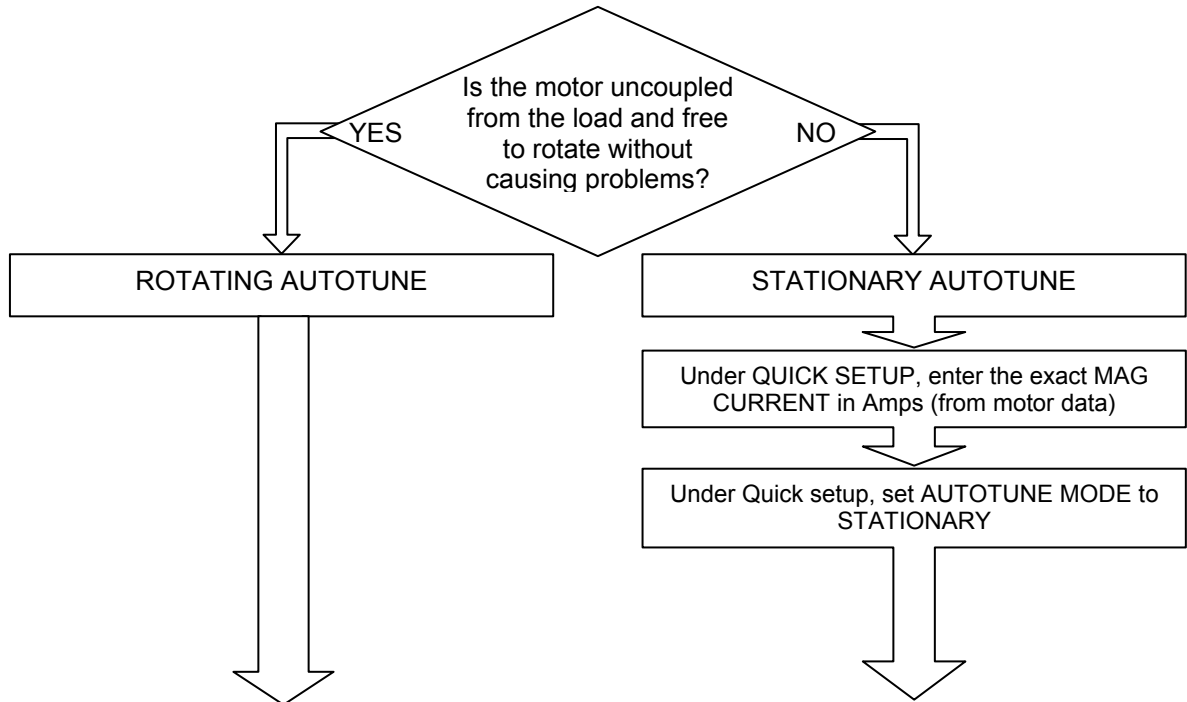 Is the motor uncoupled
from the load and free
to rotate without
causing problems?
YES
NO
ROTATING AUTOTUNE
STATIONARY AUTOTUNE
Under QUICK SETUP, enter the exact MAG
CURRENT in Amps (from motor data)
Under Quick setup, set AUTOTUNE MODE to
STATIONARY